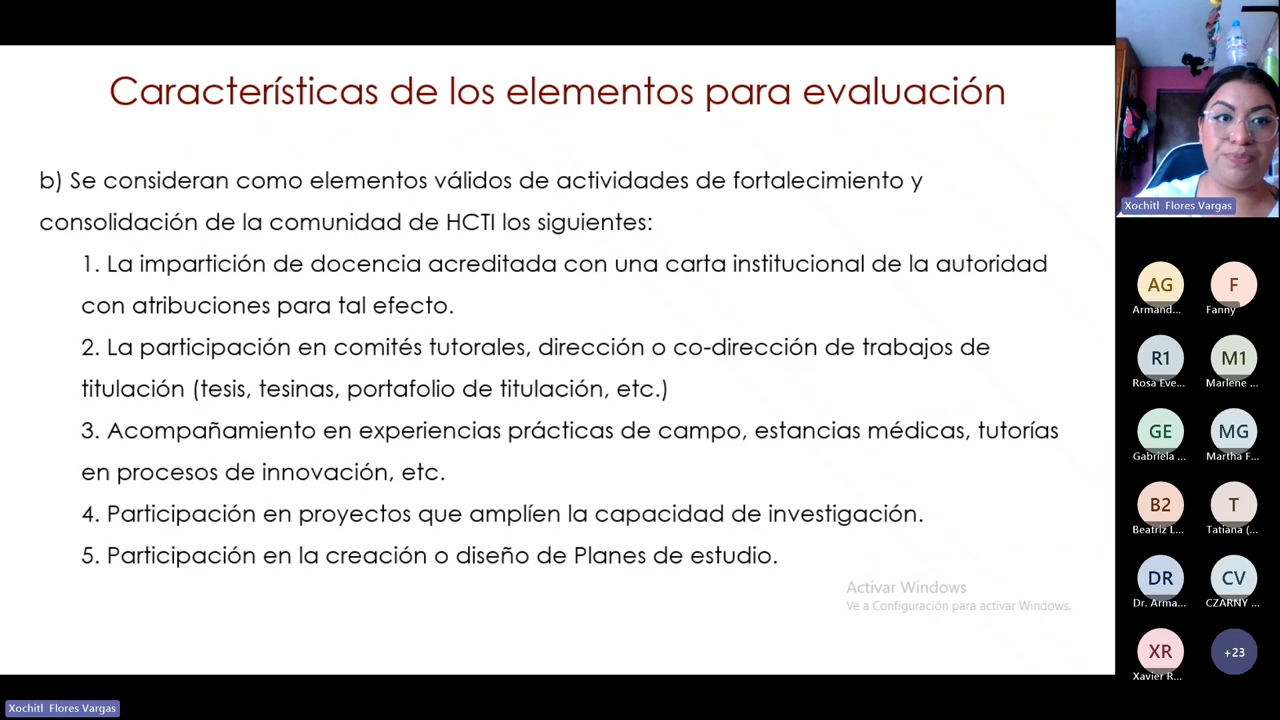 Características de los elementos para evaluación
b) Se consideran como elementos válidos de actividades de fortalecimiento y
consolidación de la comunidad de HCTI los siguientes:
1. La impartición de docencia acreditada con una carta institucional de la autoridad
con atribuciones para tal efecto.
2. La participación en comités tutorales, dirección o co-dirección de trabajos de
titulación (tesis, tesinas, portafolio de titulación, etc.)
3. Acompañamiento en experiencias prácticas de campo, estancias médicas, tutorías
en procesos de innovación, etc.
4. Participación en proyectos que amplíen la capacidad de investigación.
5. Participación en la creación o diseño de Planes de estudio.
Activar Windows
Ve a Configuración para activar Windows.
Xochitl Flores Vargas
AG
Armand...
F
Fanny
R1
Rosa Eve...
M1
Marlene ...
GE
Gabriela ...
MG
Martha F...
B2
Beatriz L...
T
Tatiana (...
DR
Dr. Arma...
CV
CZARNY ...
XR
Xavier R...
+23
Xochitl Flores Vargas